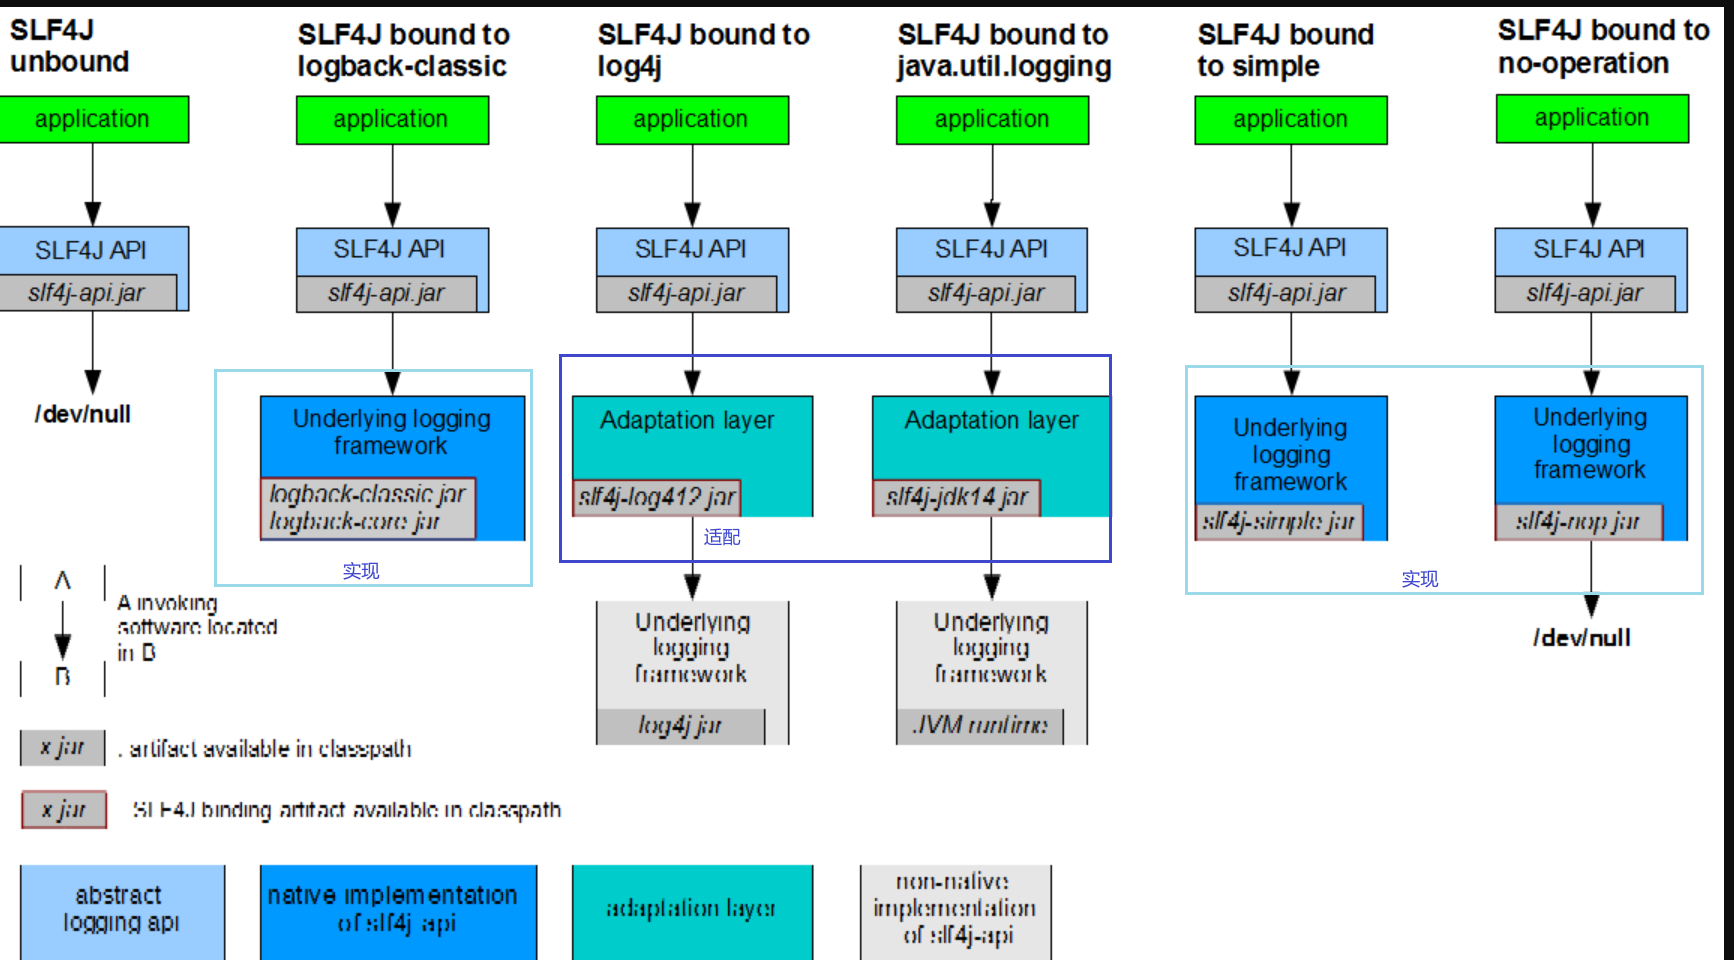 SLF4J
unbound
SLF4J bound to
logback-classic
SLF4J bound to
log4j
SLF4J bound to
java.util.logging
SLF4J bound
to simple
SLF4J bound to
no-operation
application
application
application
application
application
application
SLF4J API
slf4j-api.jar
SLF4J API
slf4j-api.jar
SLF4J API
slf4j-api.jar
SLF4J API
slf4j-api.jar
SLF4J API
slf4j-api.jar
SLF4J API
slf4j-api.jar
/dev/null
Underlying logging
framework
logback-classic.jar
logback-core.jar
实现
Adaptation layer
slf4j-log412.jar
Adaptation layer
slf4j-jdk14.jar
适配
Underlying
logging
framework
slf4j-simple.jar
Underlying
logging
framework
slf4j-nop.jar
实现
/dev/null
Underlying
logging
framework
log4j.jar
Underlying
logging
framework
JVM runtime
A
B
A invoking
software located
in B
x.jar
: artifact available in classpath
x.jar
SLF4J binding artifact available in classpath
abstract
logging api
native implementation
of slf4j-api
adaptation layer
non-native
implementation
of slf4j-api